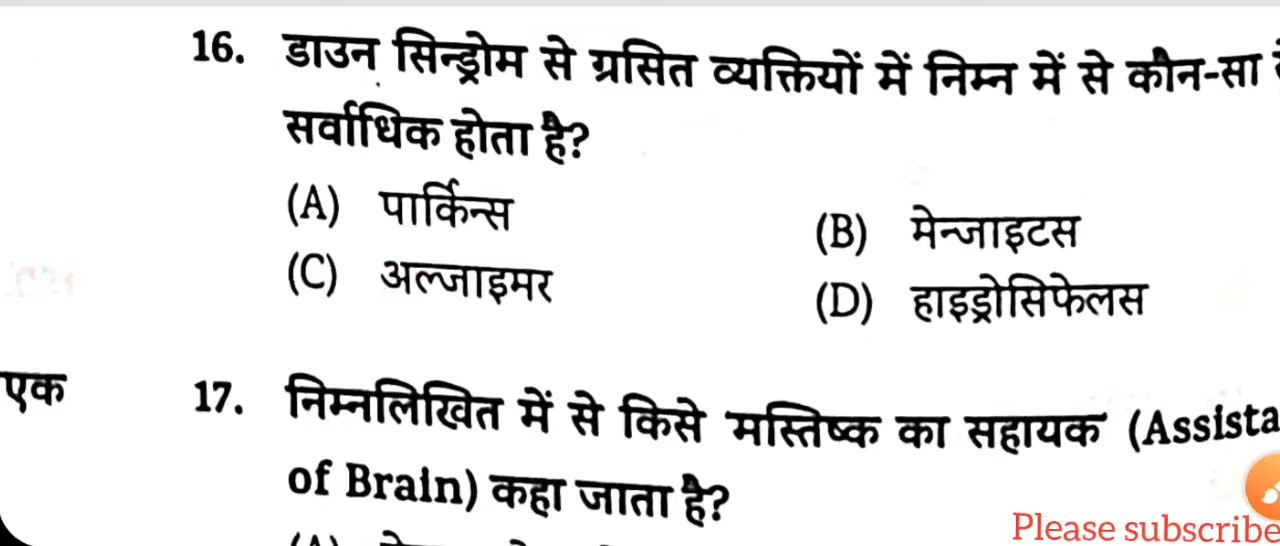 16. डाउन सिन्ड्रोम से ग्रसित व्यक्तियों में निम्न में से कौन-सा
सर्वाधिक होता है?
(A) पार्किन्स
(B) मेन्जाइटस
(C) अल्जाइमर
(D) हाइड्रोसिफेलस
एक
17. निम्नलिखित में से किसे मस्तिष्क का सहायक (Assista
of Brain) कहा जाता है?
Please subscribe